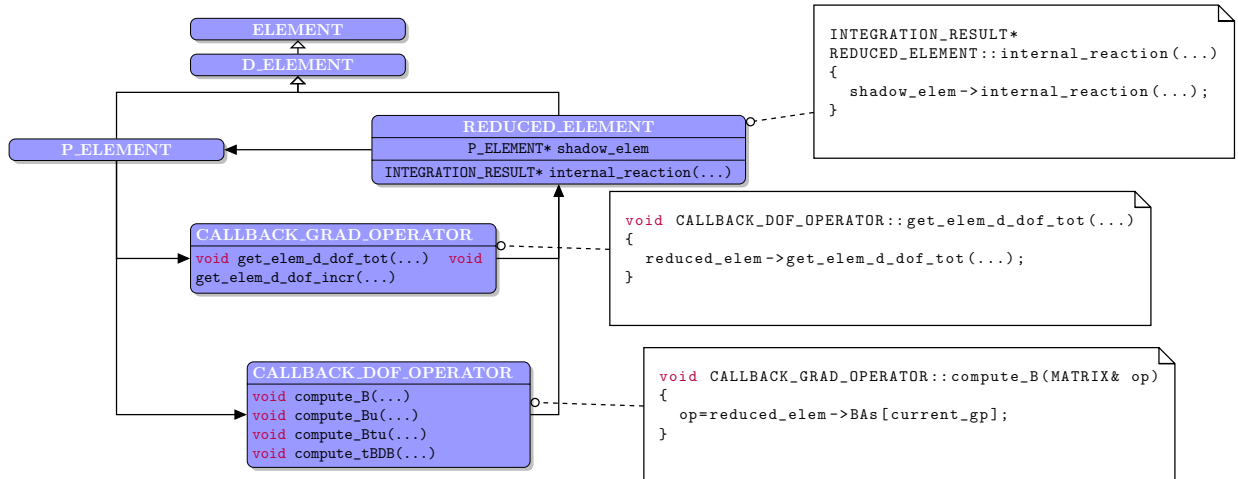 ELEMENT
D_ELEMENT
P_ELEMENT
REDUCED_ELEMENT
P_ELEMENT* shadow_elem
INTEGRATION_RESULT* internal_reaction(...)
INTEGRATION_RESULT*
REDUCED_ELEMENT::internal_reaction(...)
{
shadow_elem->internal_reaction(...);
}
CALLBACK_GRAD_OPERATOR
void get_elem_d_dof_tot(...) void
get_elem_d_dof_incr(...)
void CALLBACK_DOF_OPERATOR::get_elem_d_dof_tot(...)
{
reduced_elem->get_elem_d_dof_tot(...);
}
CALLBACK_DOF_OPERATOR
void compute_B(...)
void compute_Bu(...)
void compute_Btu(...)
void compute_tBDB(...)
void CALLBACK_GRAD_OPERATOR::compute_B(MATRIX& op)
{
op=reduced_elem->BAs[current_gp];
}